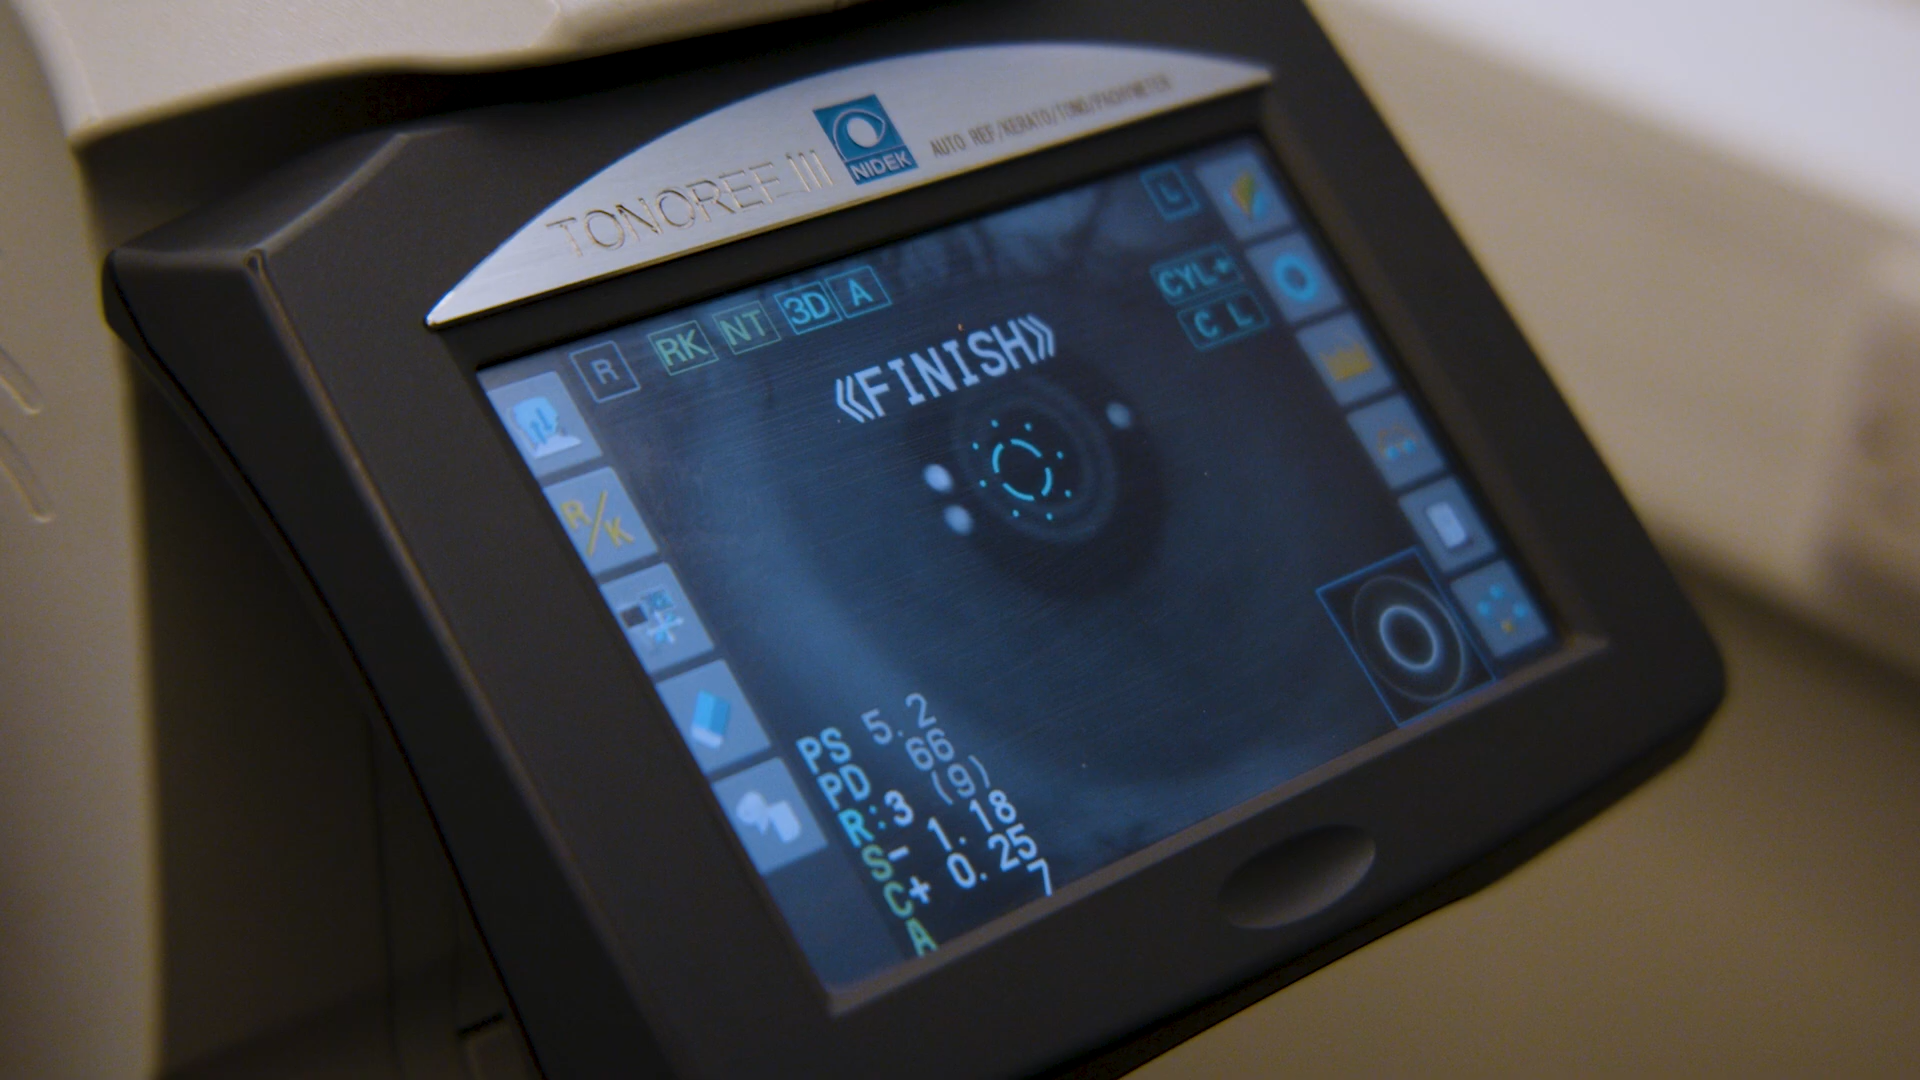 TONOREF III
NIDEK
AUTO REF/KERATO/TONO/PACHYMETER
R RK NT 3D A L
CYL+
C L
《FINISH》
R/K
PS 5.2
PD 66
R:3 (9)
S - 1.18
C + 0.25
A 7